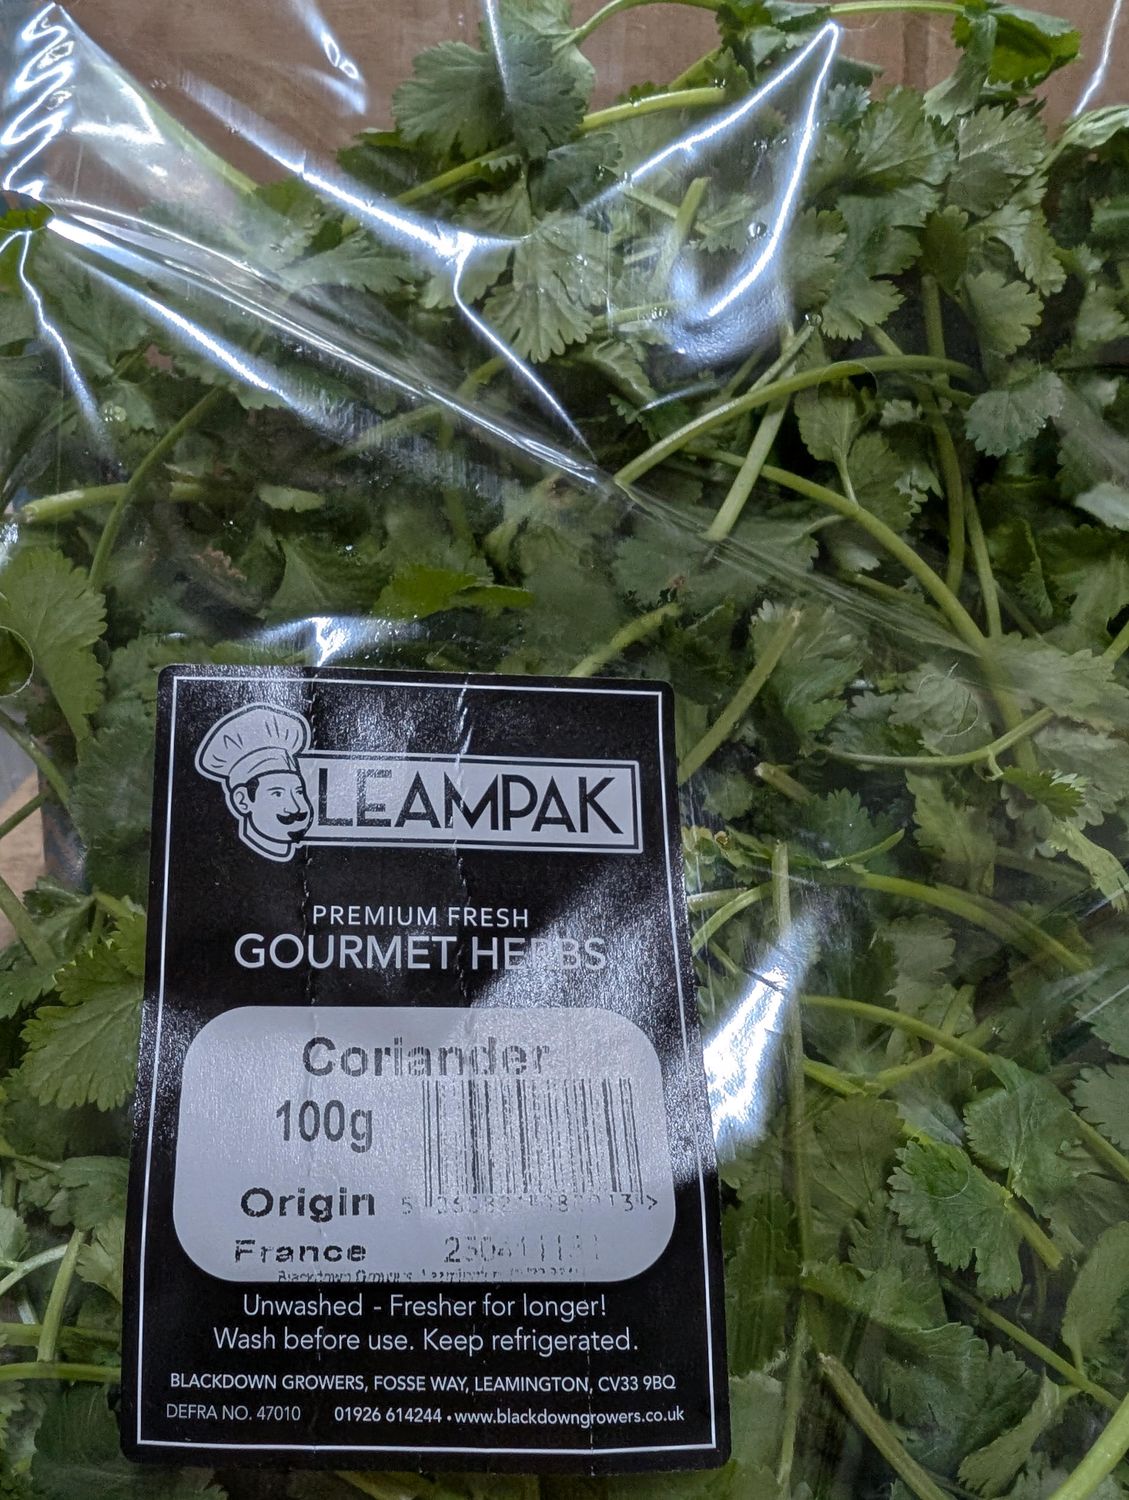 LEAMPAK
PREMIUM FRESH
GOURMET HERBS
Coriander
100g
Origin
France
Unwashed - Fresher for longer!
Wash before use. Keep refrigerated.
BLACKDOWN GROWERS, FOSSE WAY, LEAMINGTON, CV33 9BQ
DEFRA NO. 47010 01926 614244 • www.blackdowngrowers.co.uk